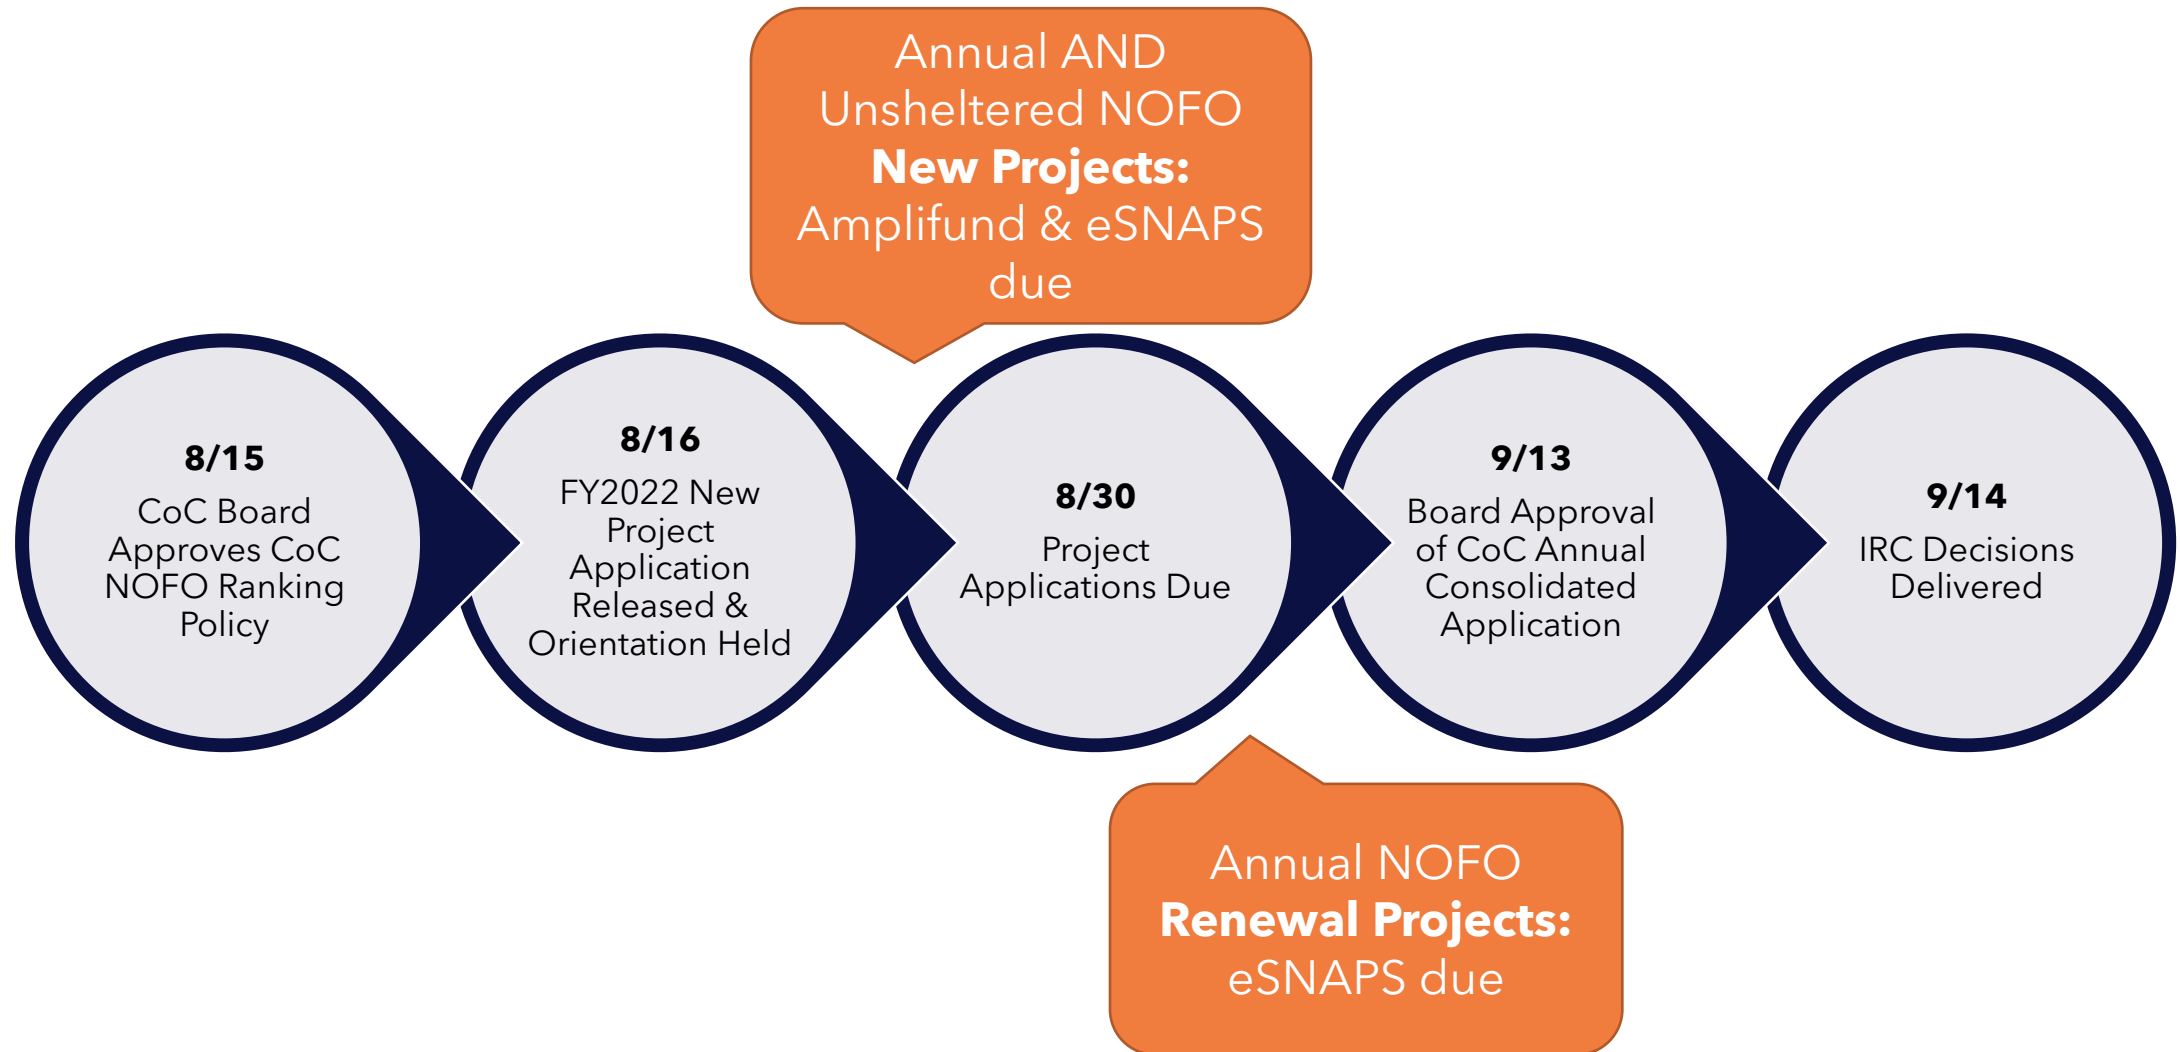 Annual AND
Unsheltered NOFO
New Projects:
Amplifund & eSNAPS
due
8/15
CoC Board
Approves CoC
NOFO Ranking
Policy
8/16
FY2022 New
Project
Application
Released &
Orientation Held
8/30
Project
Applications Due
9/13
Board Approval
of CoC Annual
Consolidated
Application
9/14
IRC Decisions
Delivered
Annual NOFO
Renewal Projects:
eSNAPS due